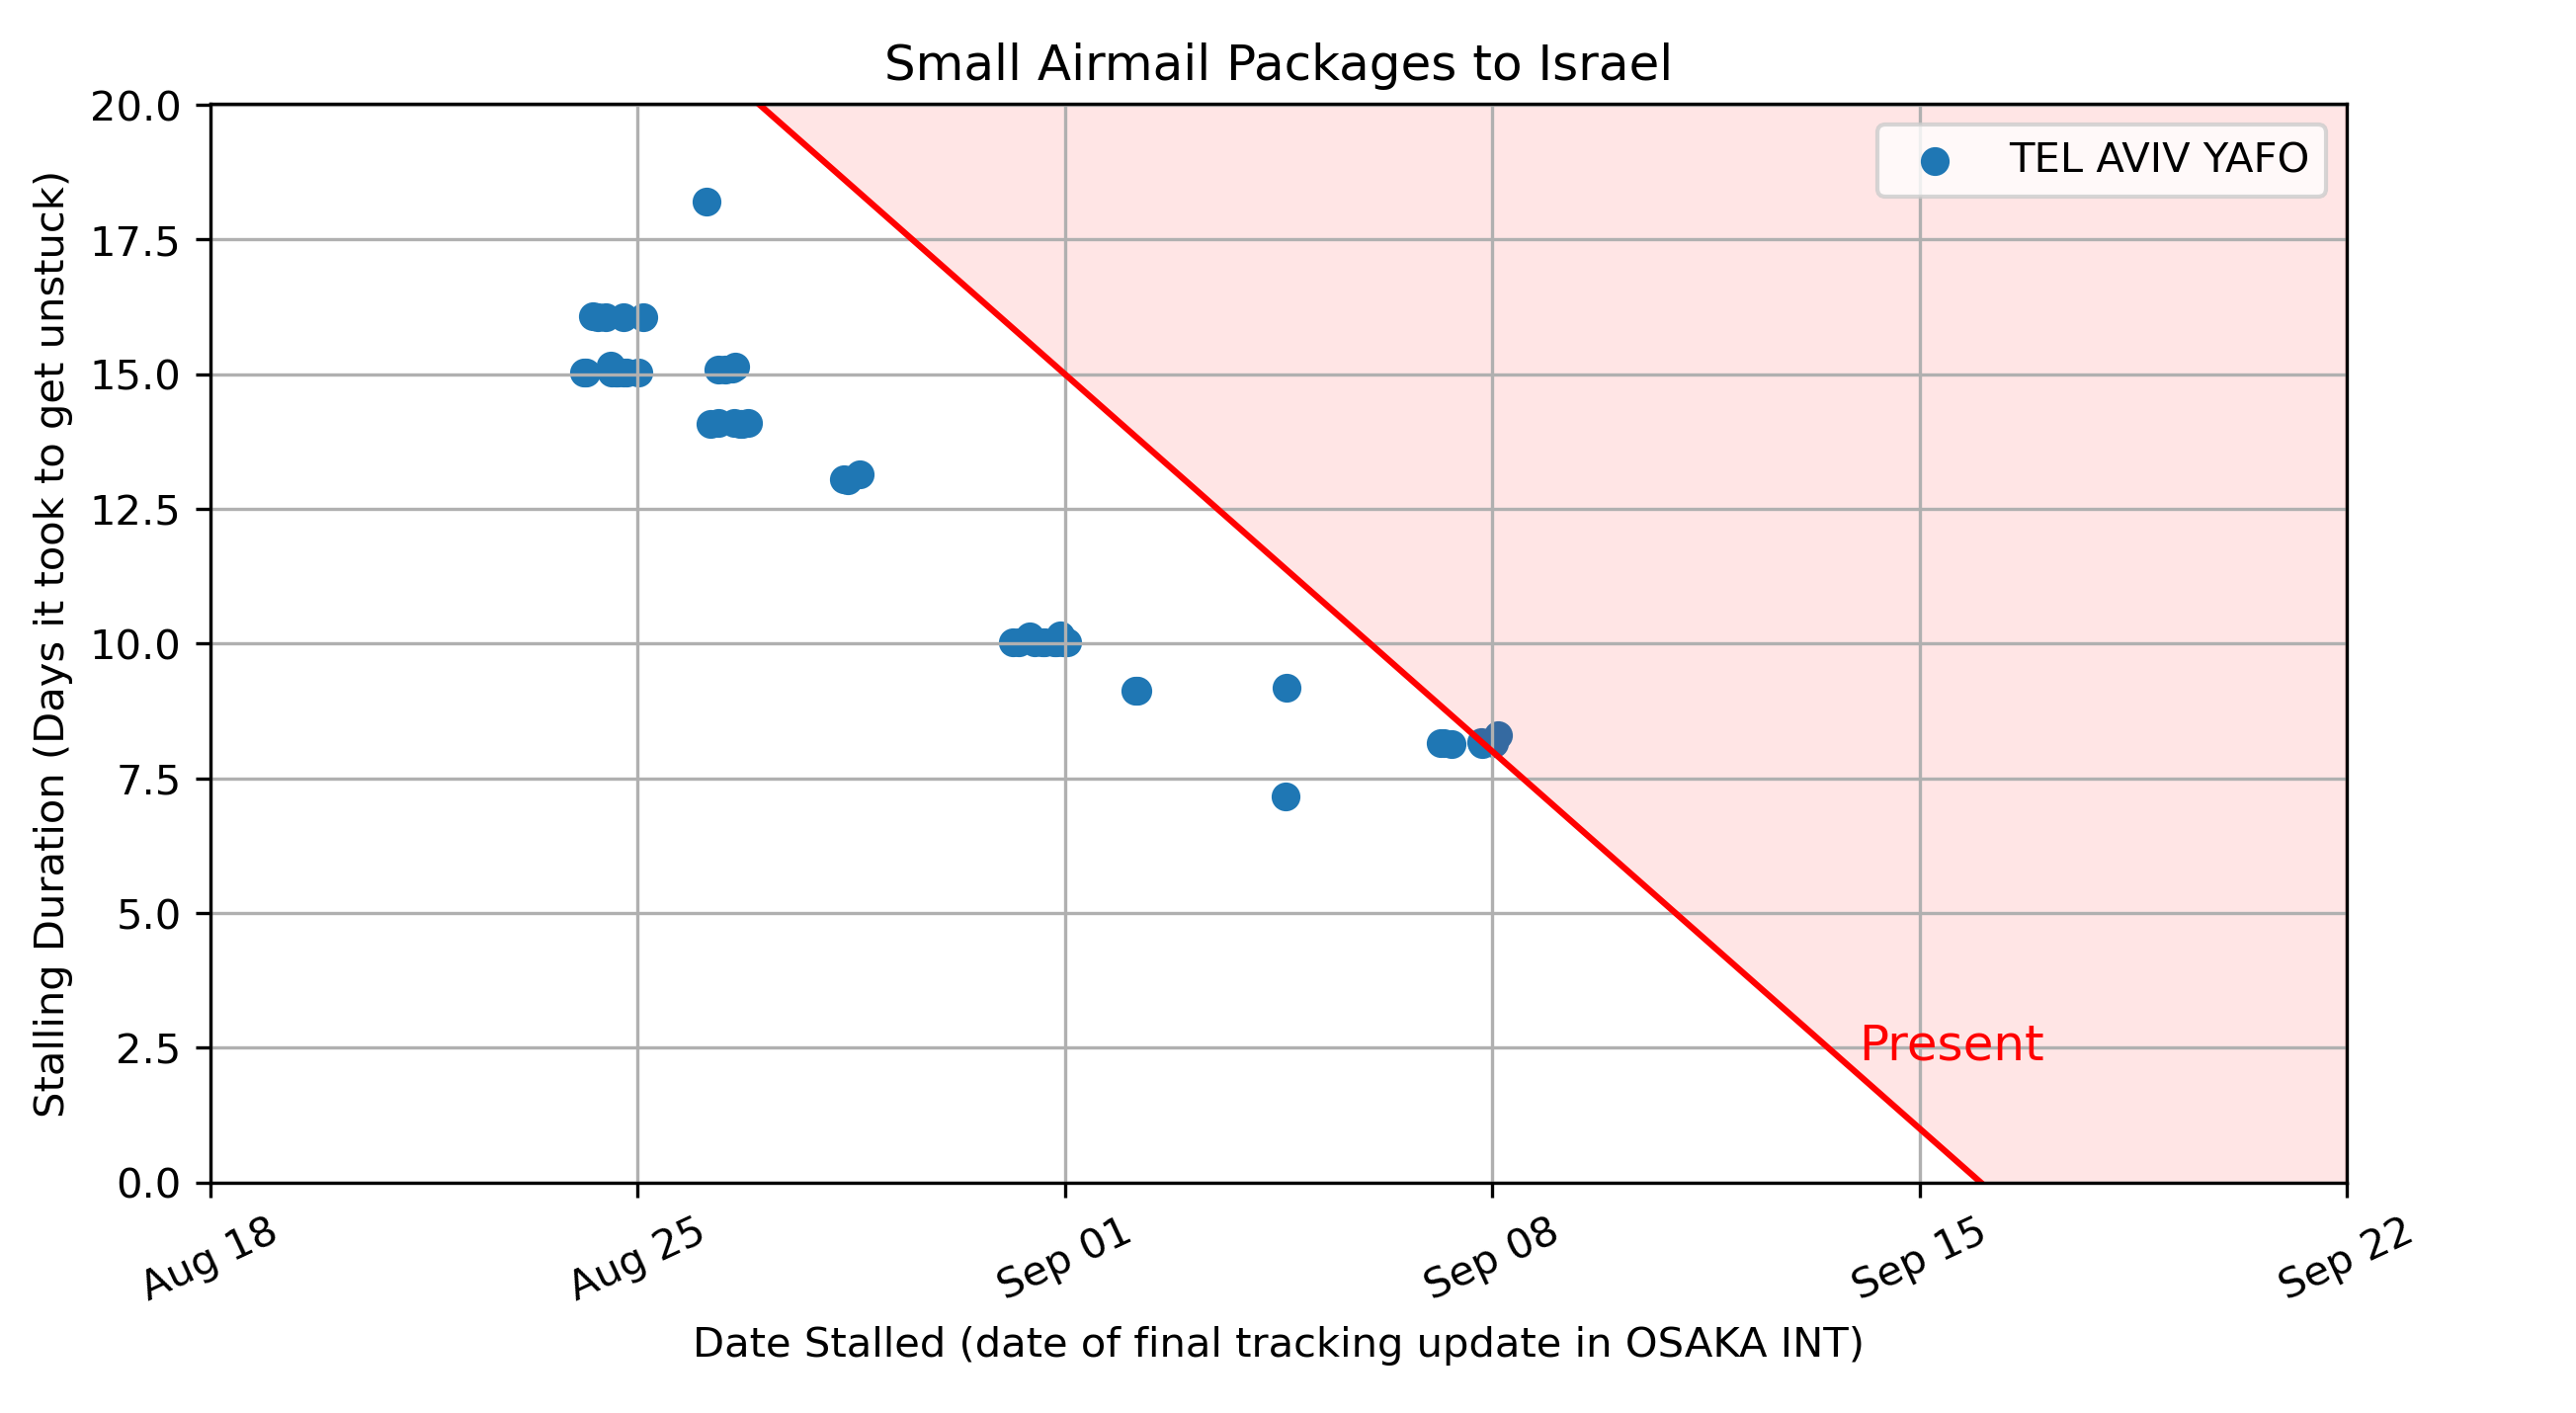 Small Airmail Packages to Israel
TEL AVIV YAFO
Stalling Duration (Days it took to get unstuck)
20.0
17.5
15.0
12.5
10.0
7.5
5.0
2.5
0.0
Present
Aug 18
Aug 25
Sep 01
Sep 08
Sep 15
Sep 22
Date Stalled (date of final tracking update in OSAKA INT)